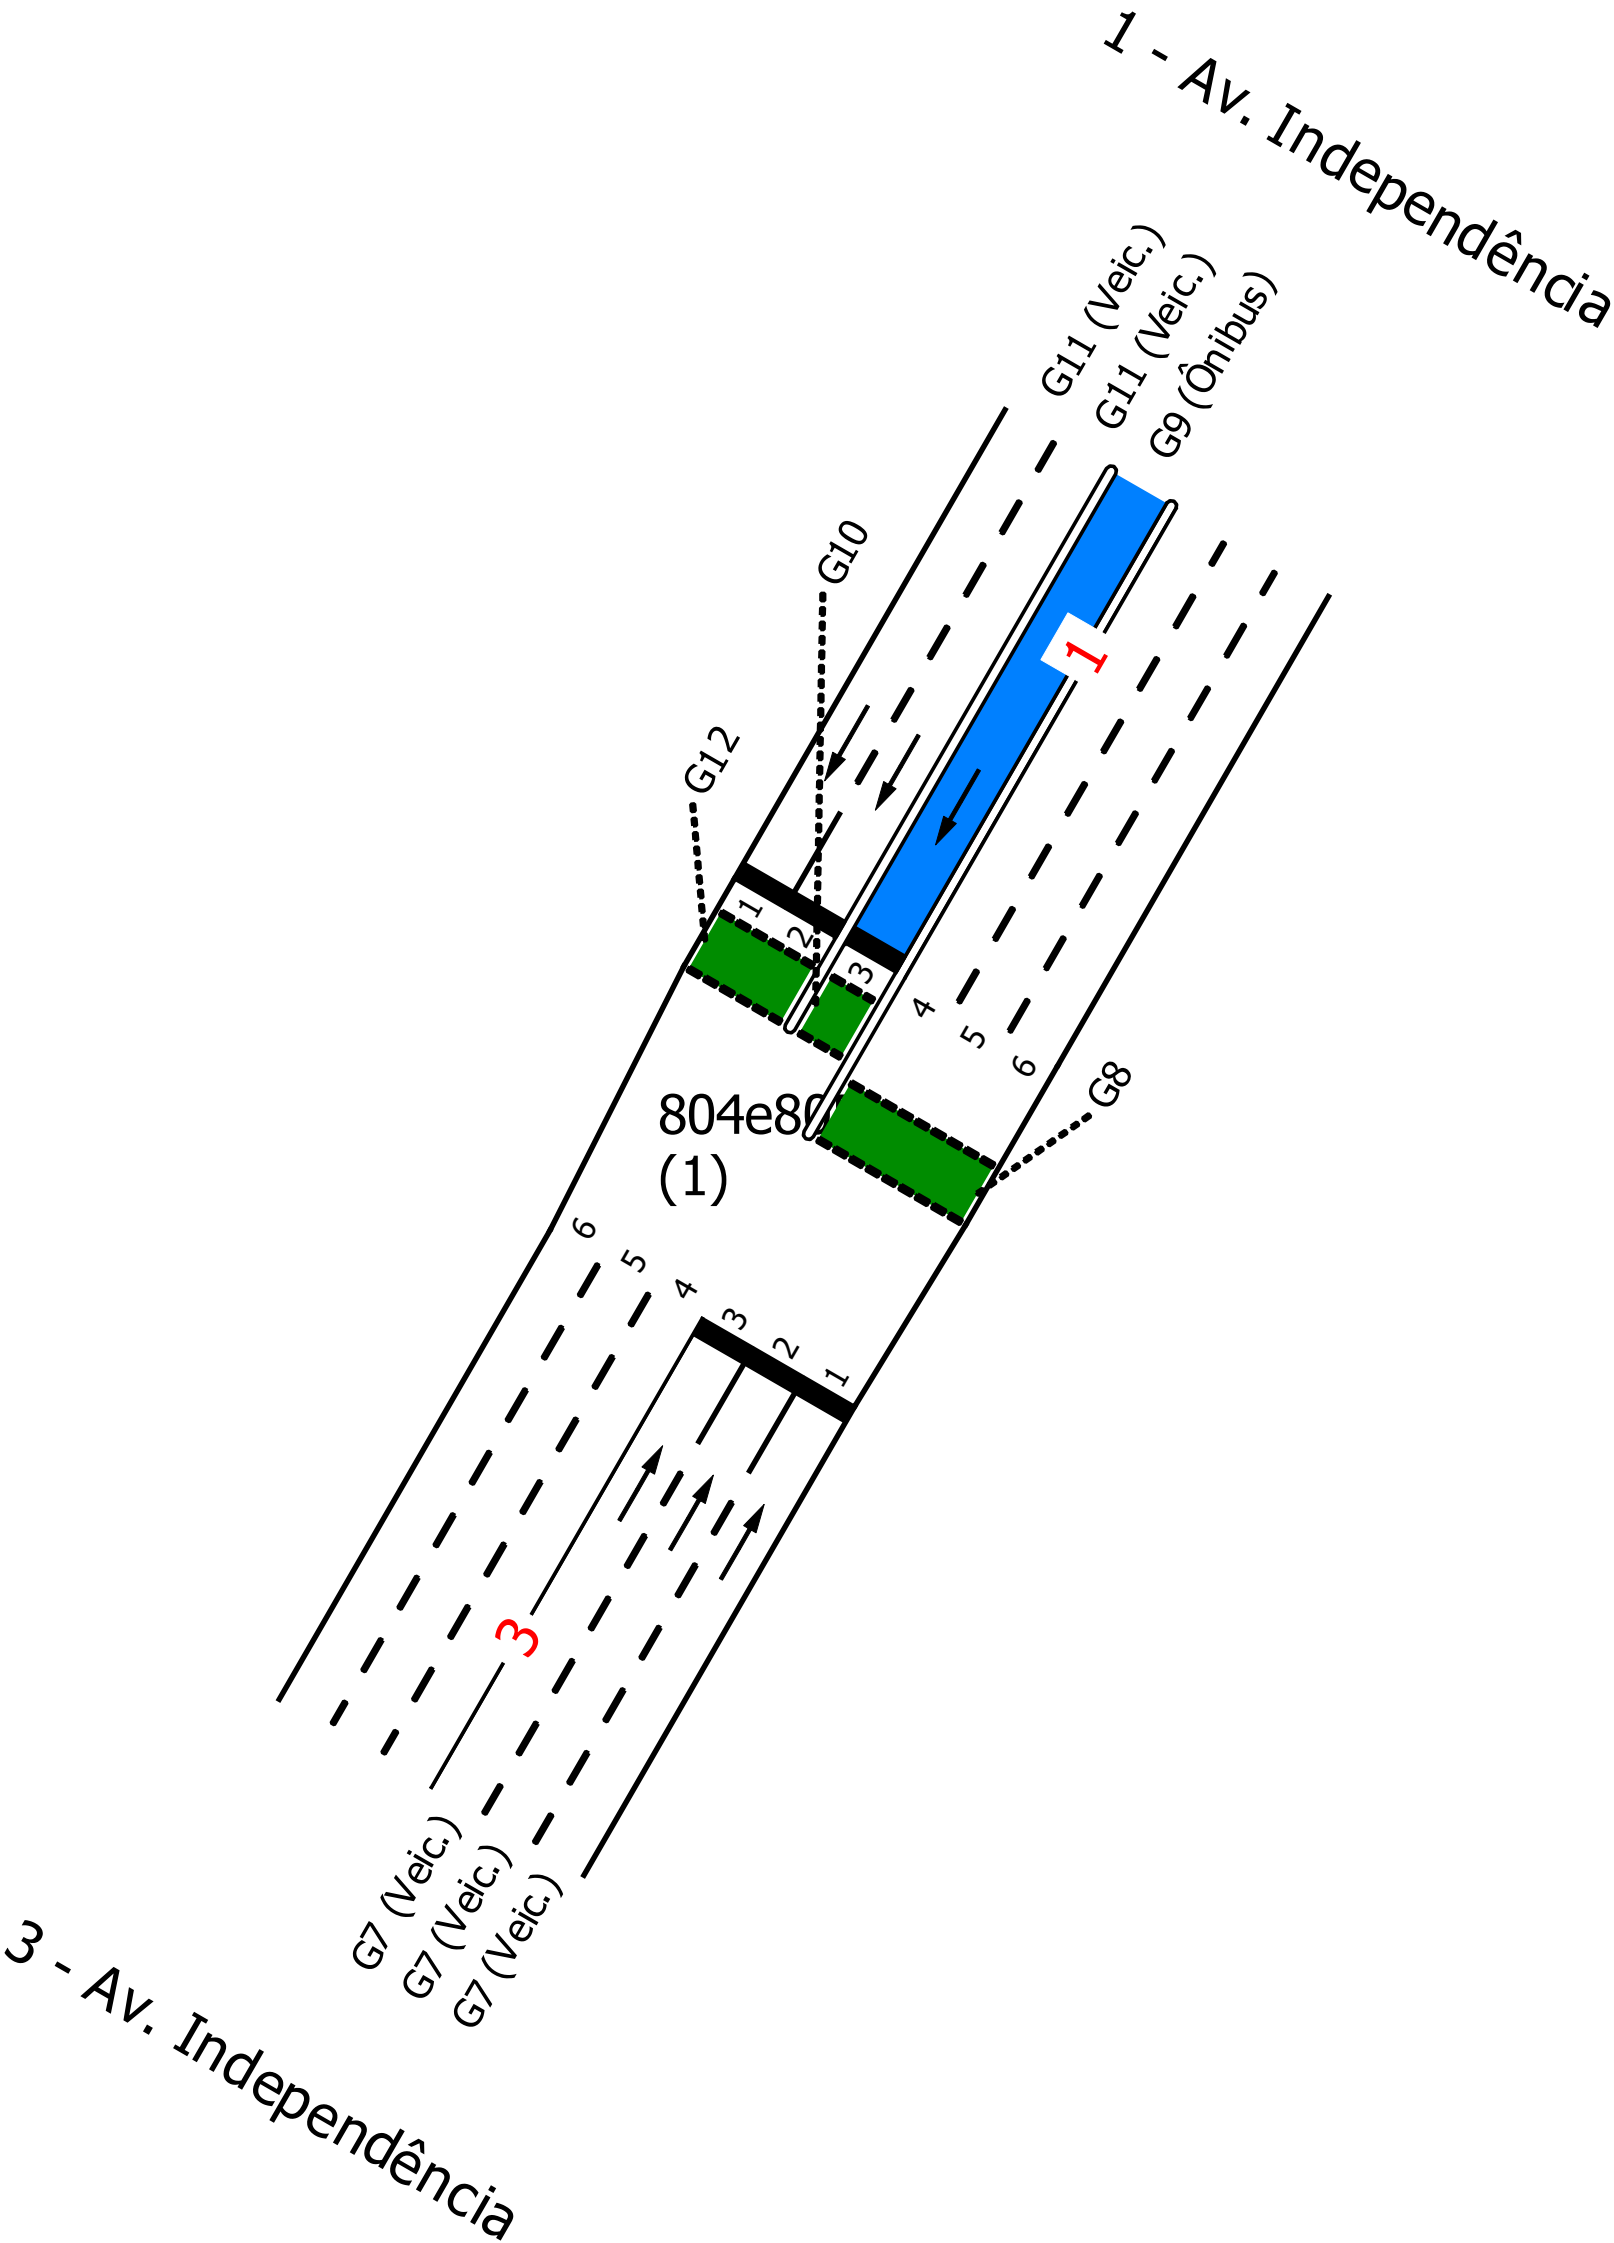 1 - Av. Independência
G11 (Veic.)
G11 (Veic.)
G9 (Ônibus)
G10
1
G12
1
2
3
4
5
6
G8
(1)
6
5
4
3
2
1
3
G7 (Veic.)
G7 (Veic.)
G7 (Veic.)
3 - Av. Independência